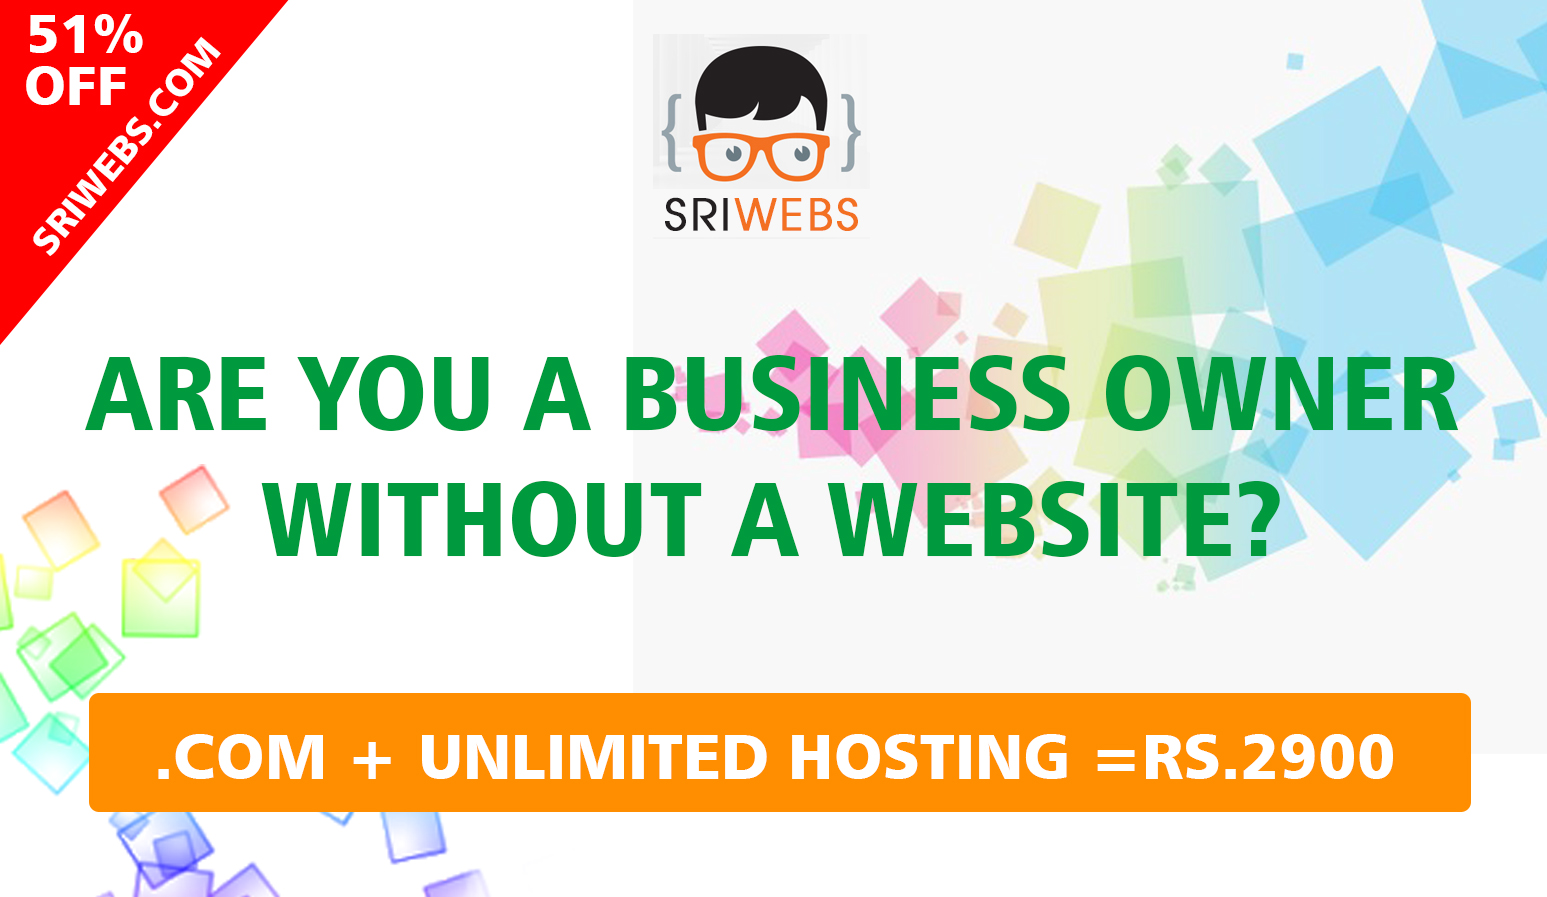 51%
OFF
SRIWEBS.COM
{ }
SRIWEBS
ARE YOU A BUSINESS OWNER
WITHOUT A WEBSITE?
.COM + UNLIMITED HOSTING =RS.2900